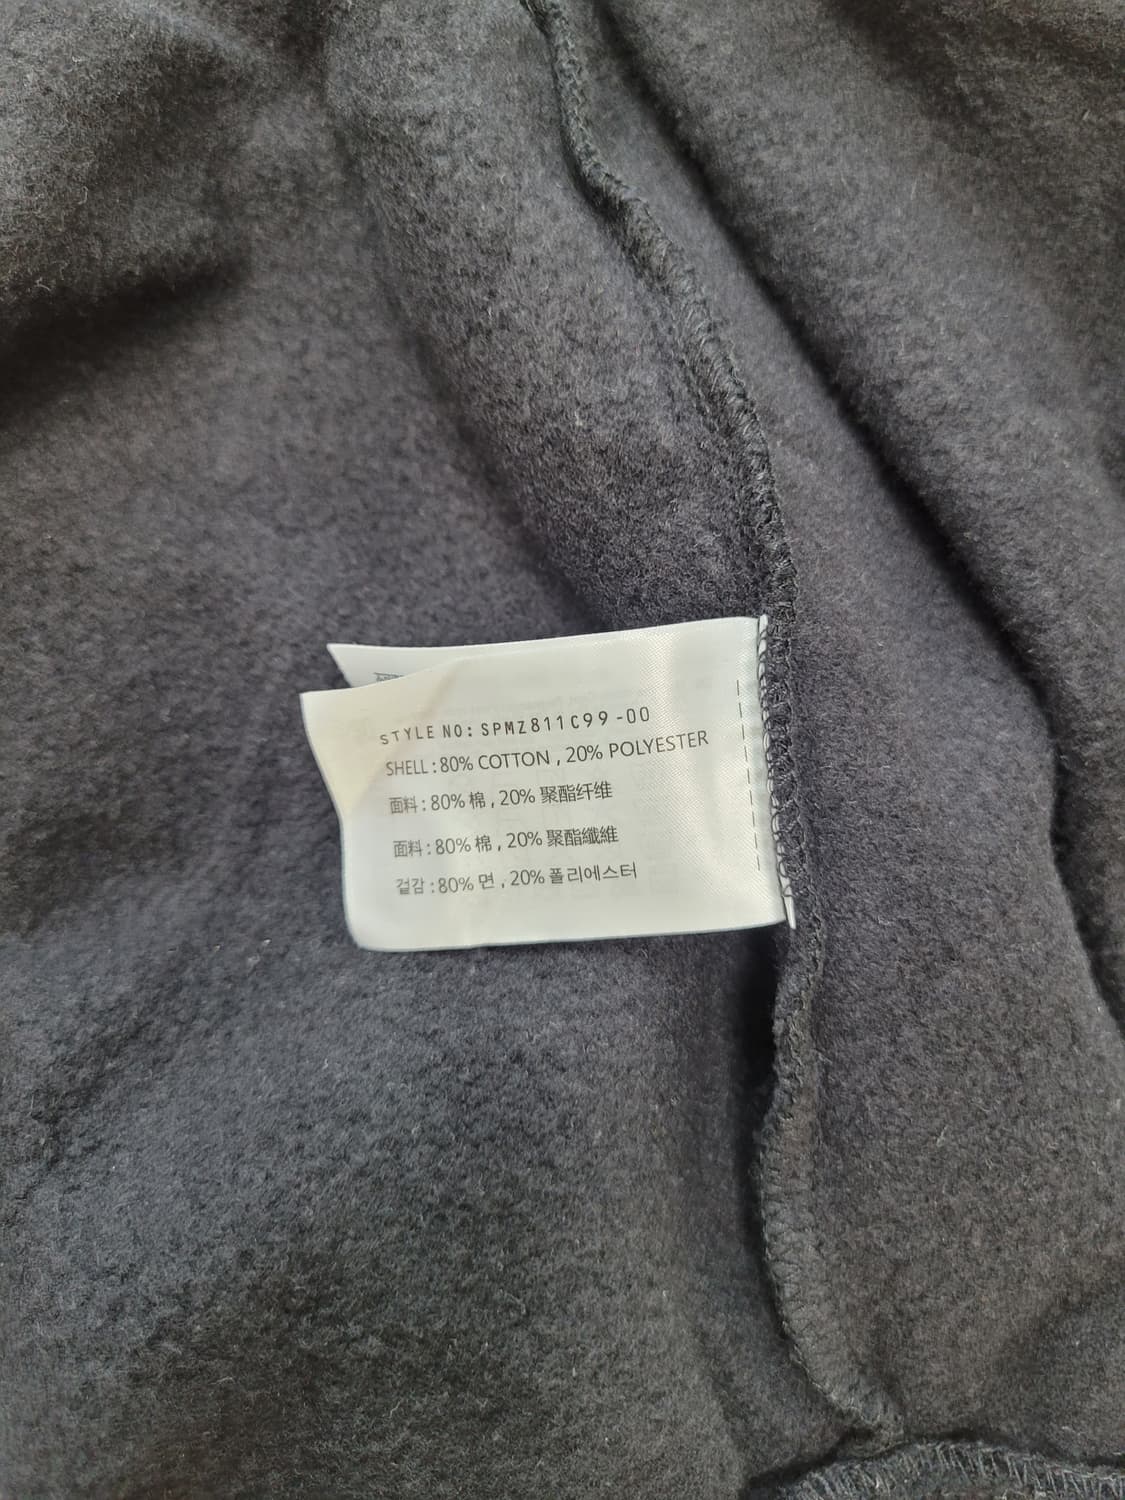 STYLE NO: SPMZ811C99-00
SHELL : 80% COTTON , 20% POLYESTER
面料 : 80% 棉 , 20% 聚酯纤维
面料 : 80% 棉 , 20% 聚酯纖維
겉감 : 80% 면 , 20% 폴리에스터